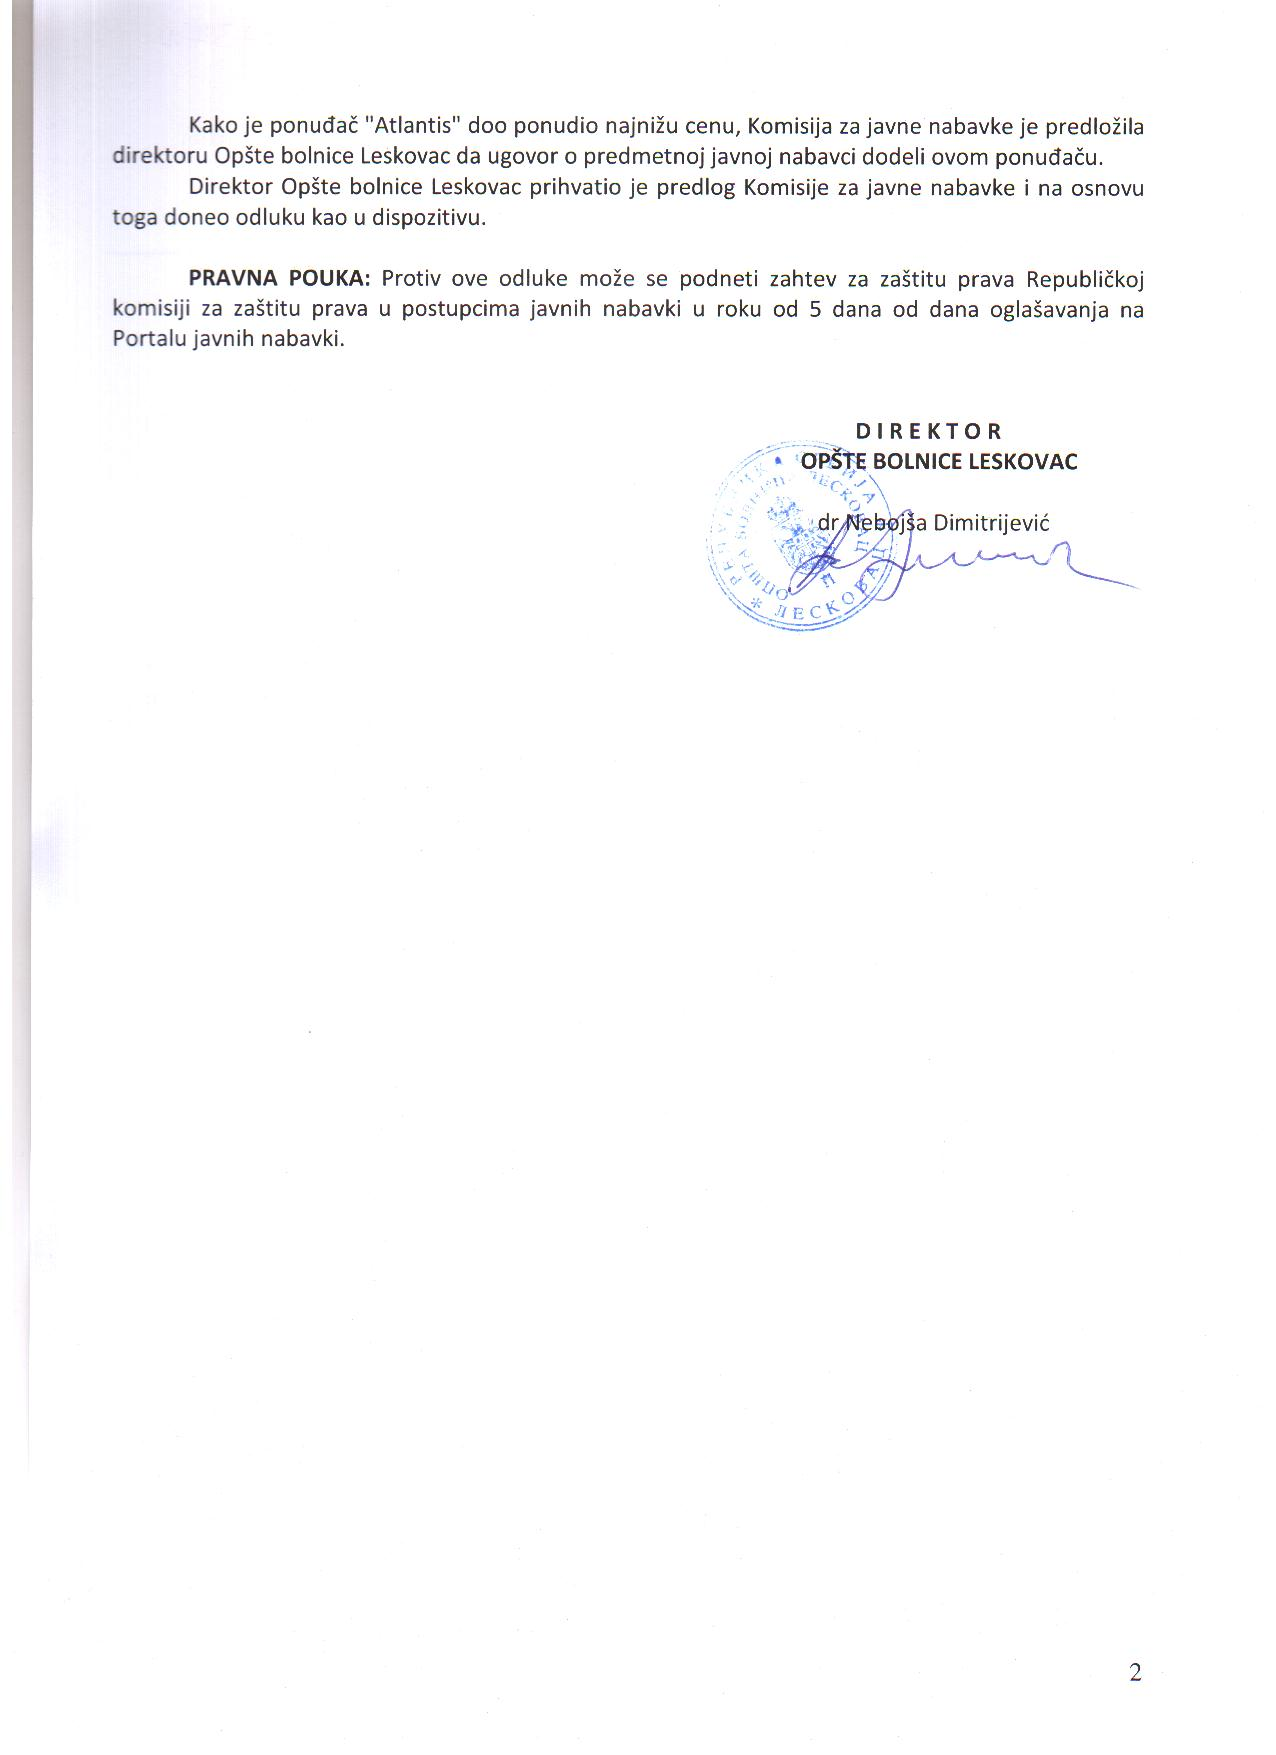 Kako je ponuđač "Atlantis" doo ponudio najnižu cenu, Komisija za javne nabavke je predložila
direktoru Opšte bolnice Leskovac da ugovor o predmetnoj javnoj nabavci dodeli ovom ponuđaču.
Direktor Opšte bolnice Leskovac prihvatio je predlog Komisije za javne nabavke i na osnovu
toga doneo odluku kao u dispozitivu.
PRAVNA POUKA: Protiv ove odluke može se podneti zahtev za zaštitu prava Republičkoj
komisiji za zaštitu prava u postupcima javnih nabavki u roku od 5 dana od dana oglašavanja na
Portalu javnih nabavki.
D I R E K T O R
OPŠTE BOLNICE LESKOVAC
dr Nebojša Dimitrijević
ЛЕСКОВАЦ
2